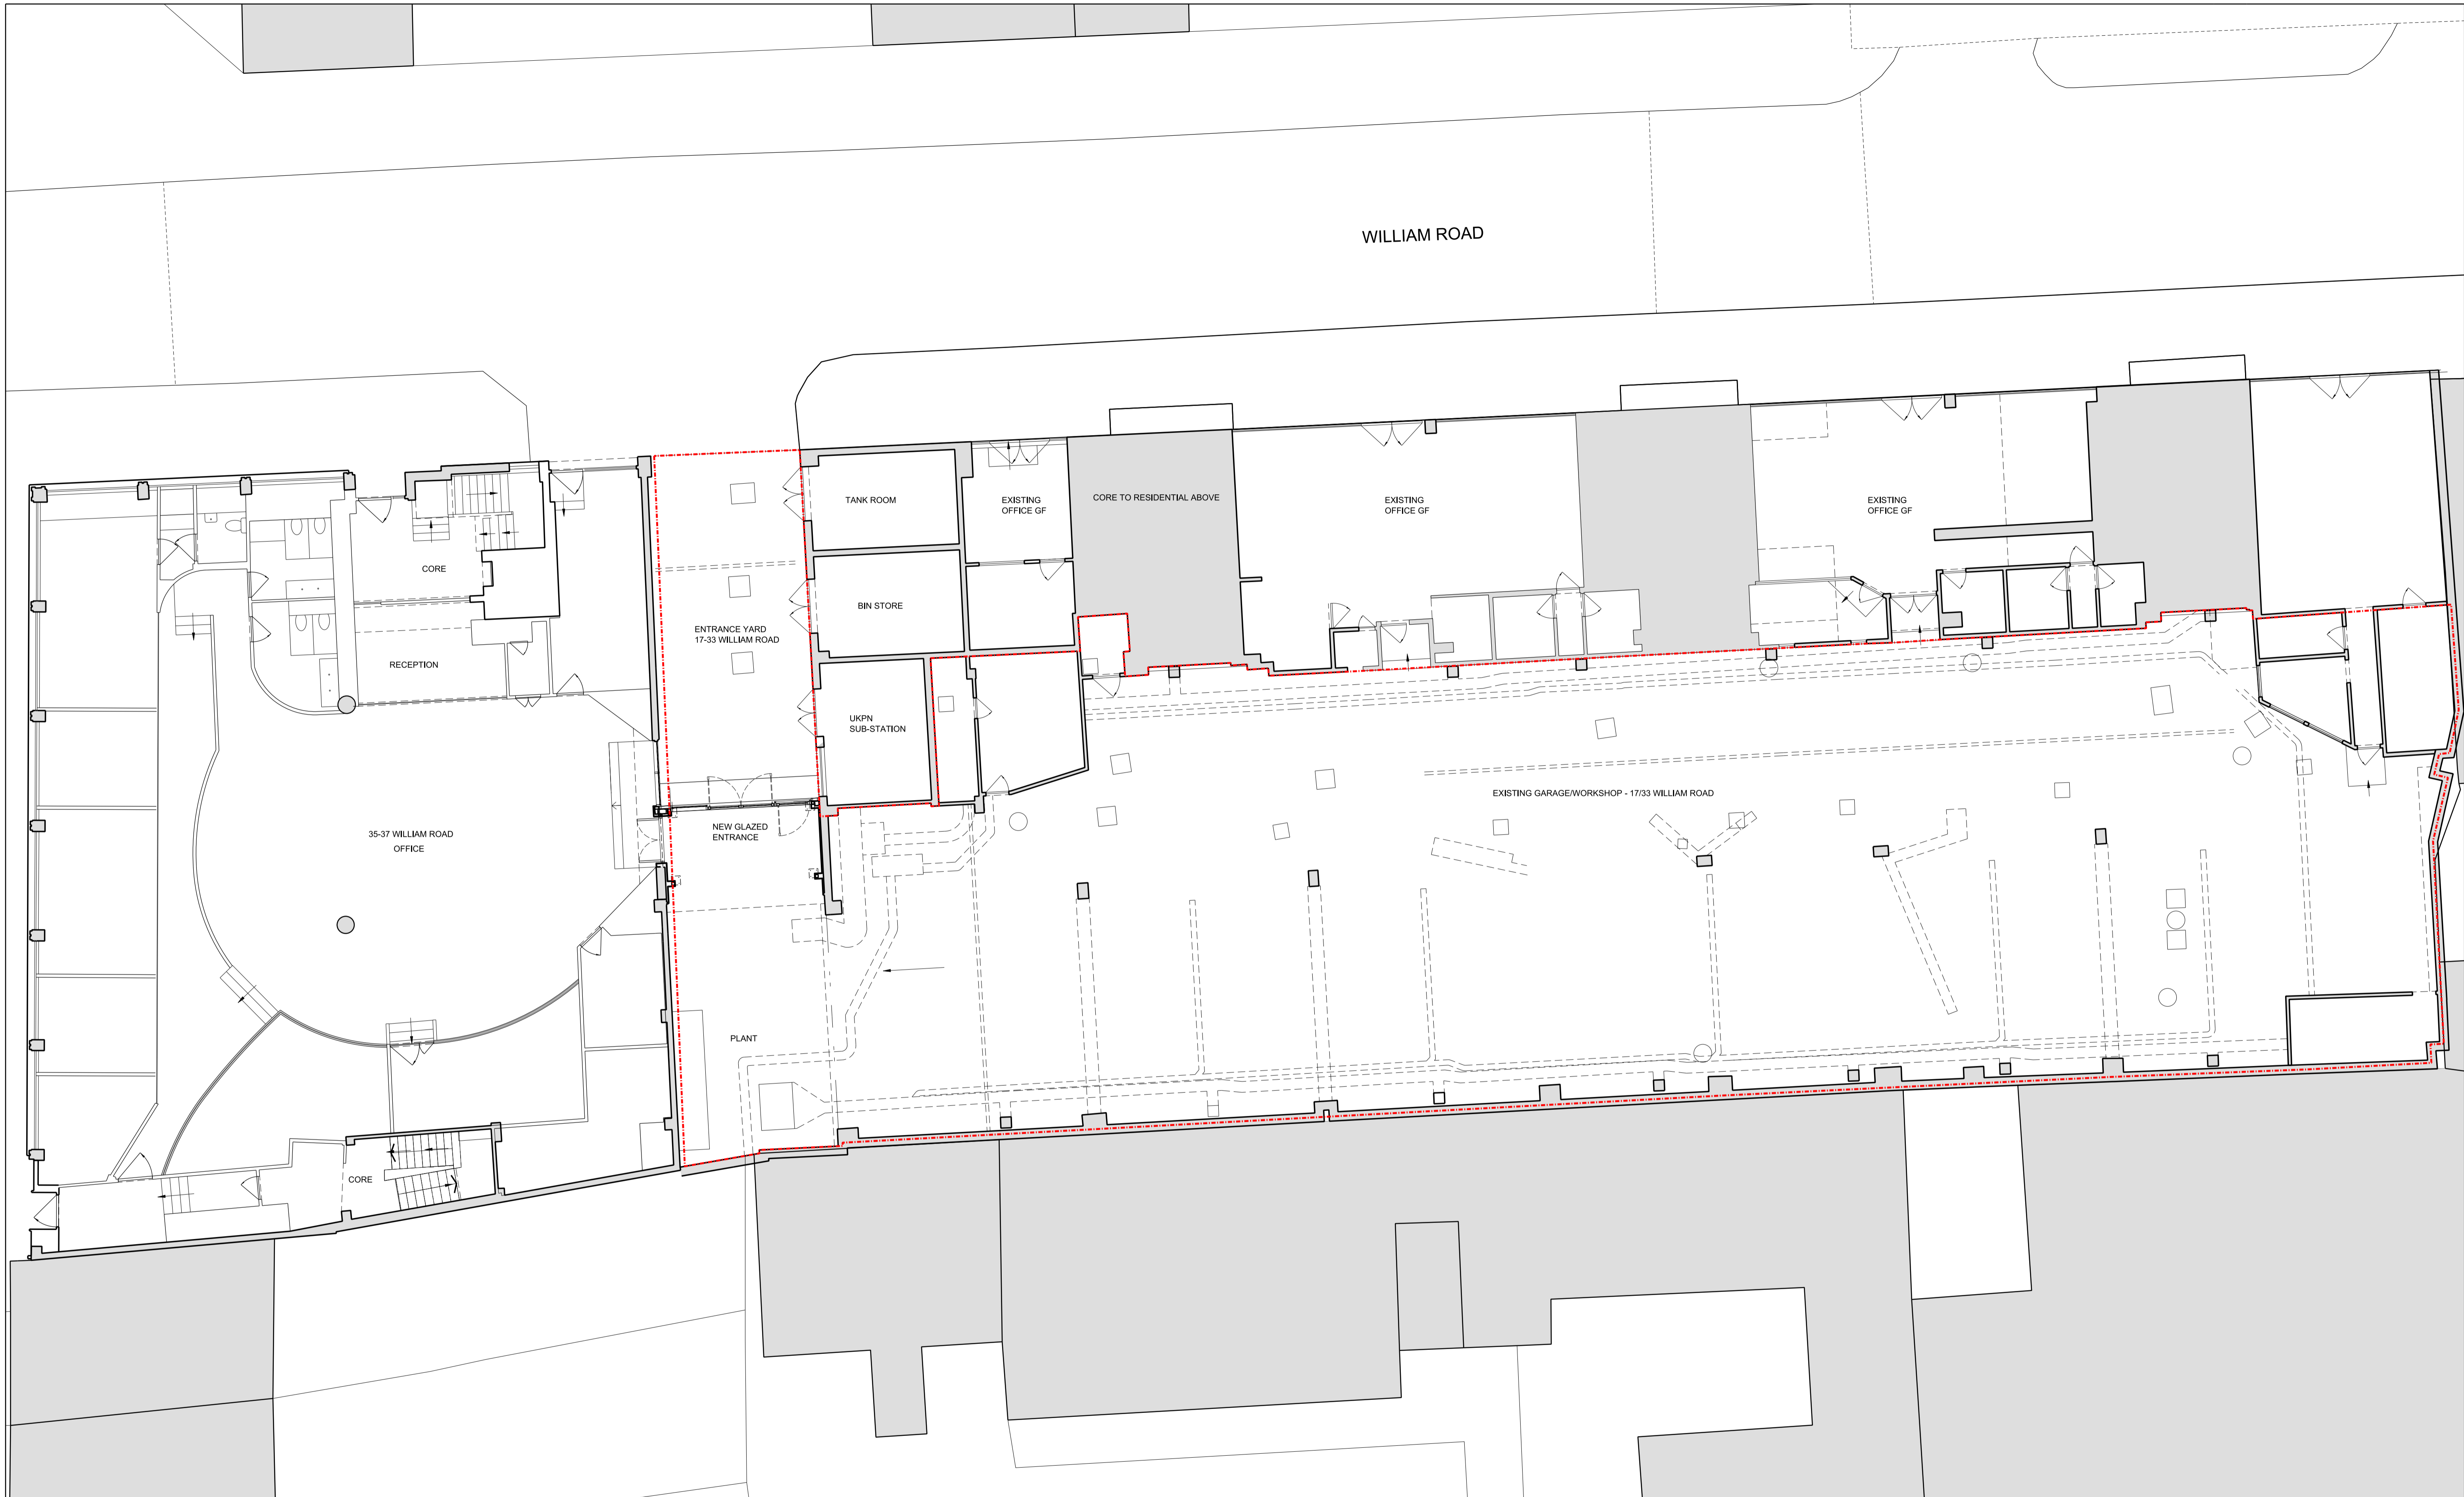 WILLIAM ROAD
TANK ROOM
EXISTING
OFFICE GF
CORE TO RESIDENTIAL ABOVE
EXISTING
OFFICE GF
EXISTING
OFFICE GF
CORE
BIN STORE
ENTRANCE YARD
17-33 WILLIAM ROAD
RECEPTION
UKPN
SUB-STATION
EXISTING GARAGE/WORKSHOP - 17/33 WILLIAM ROAD
35-37 WILLIAM ROAD
OFFICE
NEW GLAZED
ENTRANCE
PLANT
CORE